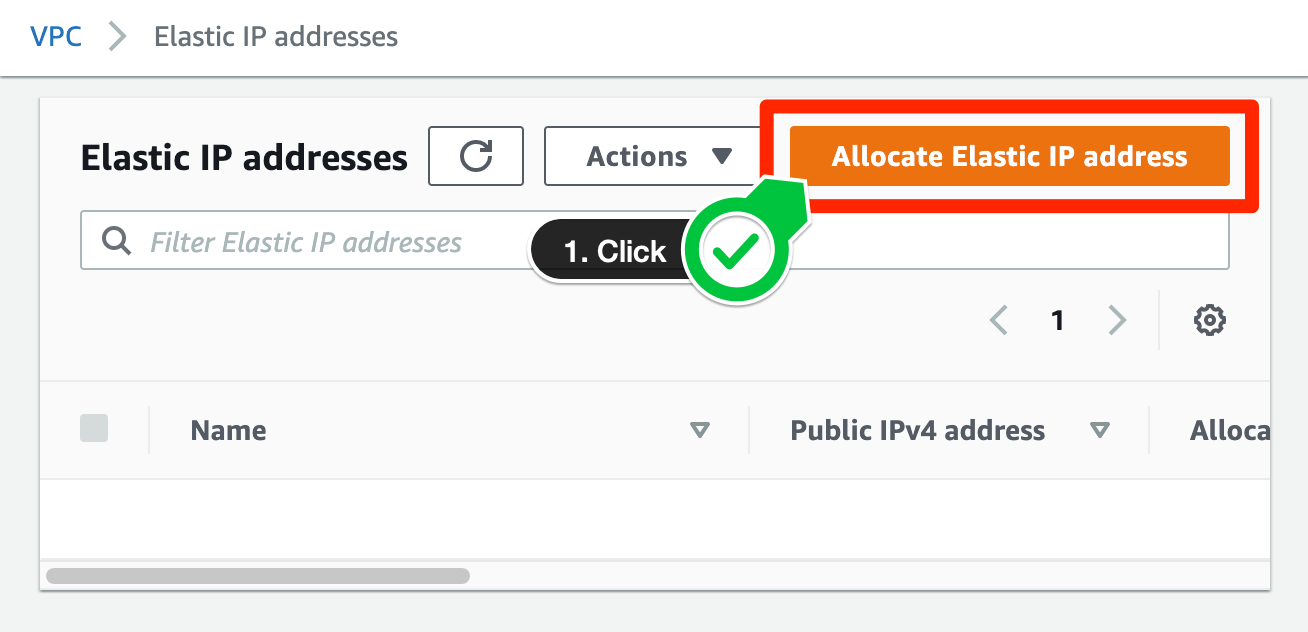 VPC Elastic IP addresses
Elastic IP addresses Actions Allocate Elastic IP address
Filter Elastic IP addresses 1. Click
1
Name Public IPv4 address Alloca